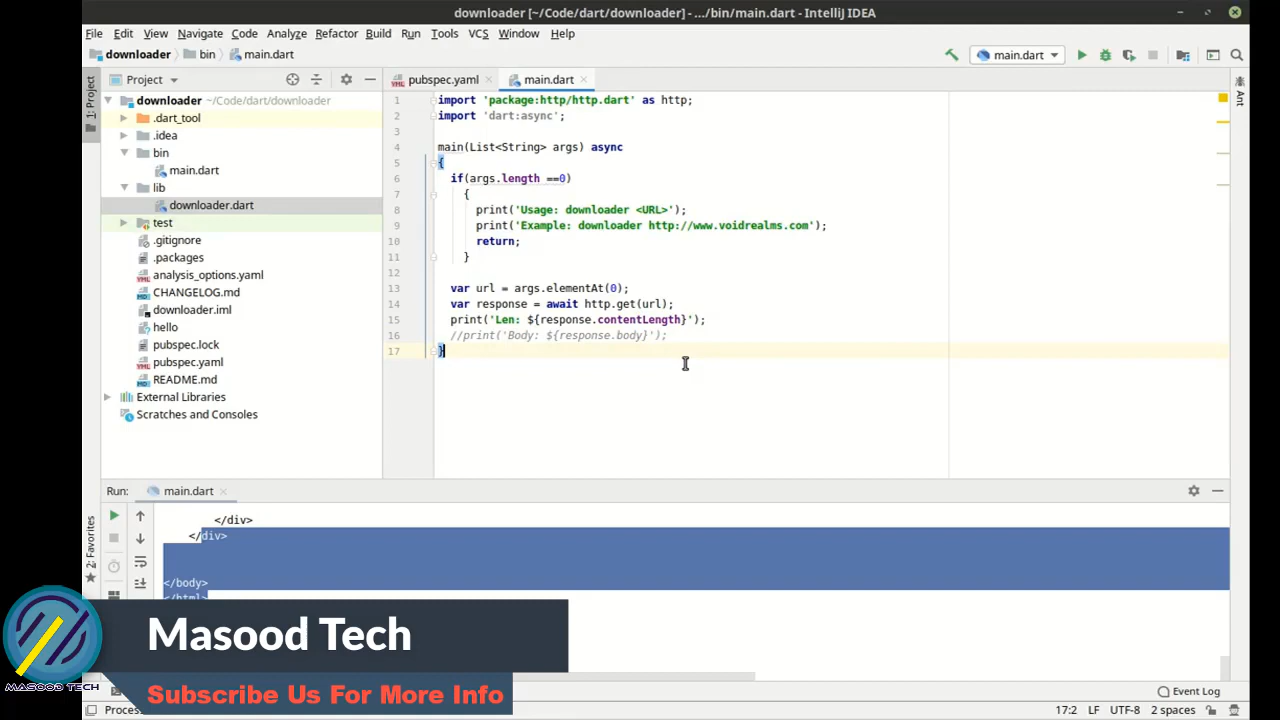 downloader [~/Code/dart/downloader] - .../bin/main.dart - IntelliJ IDEA
File Edit View Navigate Code Analyze Refactor Build Run Tools VCS Window Help
downloader bin main.dart
main.dart
1: Project
Project
pubspec.yaml
main.dart
Ant
downloader ~/Code/dart/downloader
.dart_tool
.idea
bin
main.dart
lib
downloader.dart
test
.gitignore
.packages
analysis_options.yaml
CHANGELOG.md
downloader.iml
hello
pubspec.lock
pubspec.yaml
README.md
External Libraries
Scratches and Consoles
1 import 'package:http/http.dart' as http;
2 import 'dart:async';
3
4 main(List<String> args) async
5 {
6 if(args.length ==0)
7 {
8 print('Usage: downloader <URL>');
9 print('Example: downloader http://www.voidrealms.com');
10 return;
11 }
12
13 var url = args.elementAt(0);
14 var response = await http.get(url);
15 print('Len: ${response.contentLength}');
16 //print('Body: ${response.body}');
17 }
Run: main.dart
2: Favorites
</div>
</div>
</body>
</html>
Masood Tech
MASOOD TECH
Subscribe Us For More Info
Event Log
17:2 LF UTF-8 2 spaces